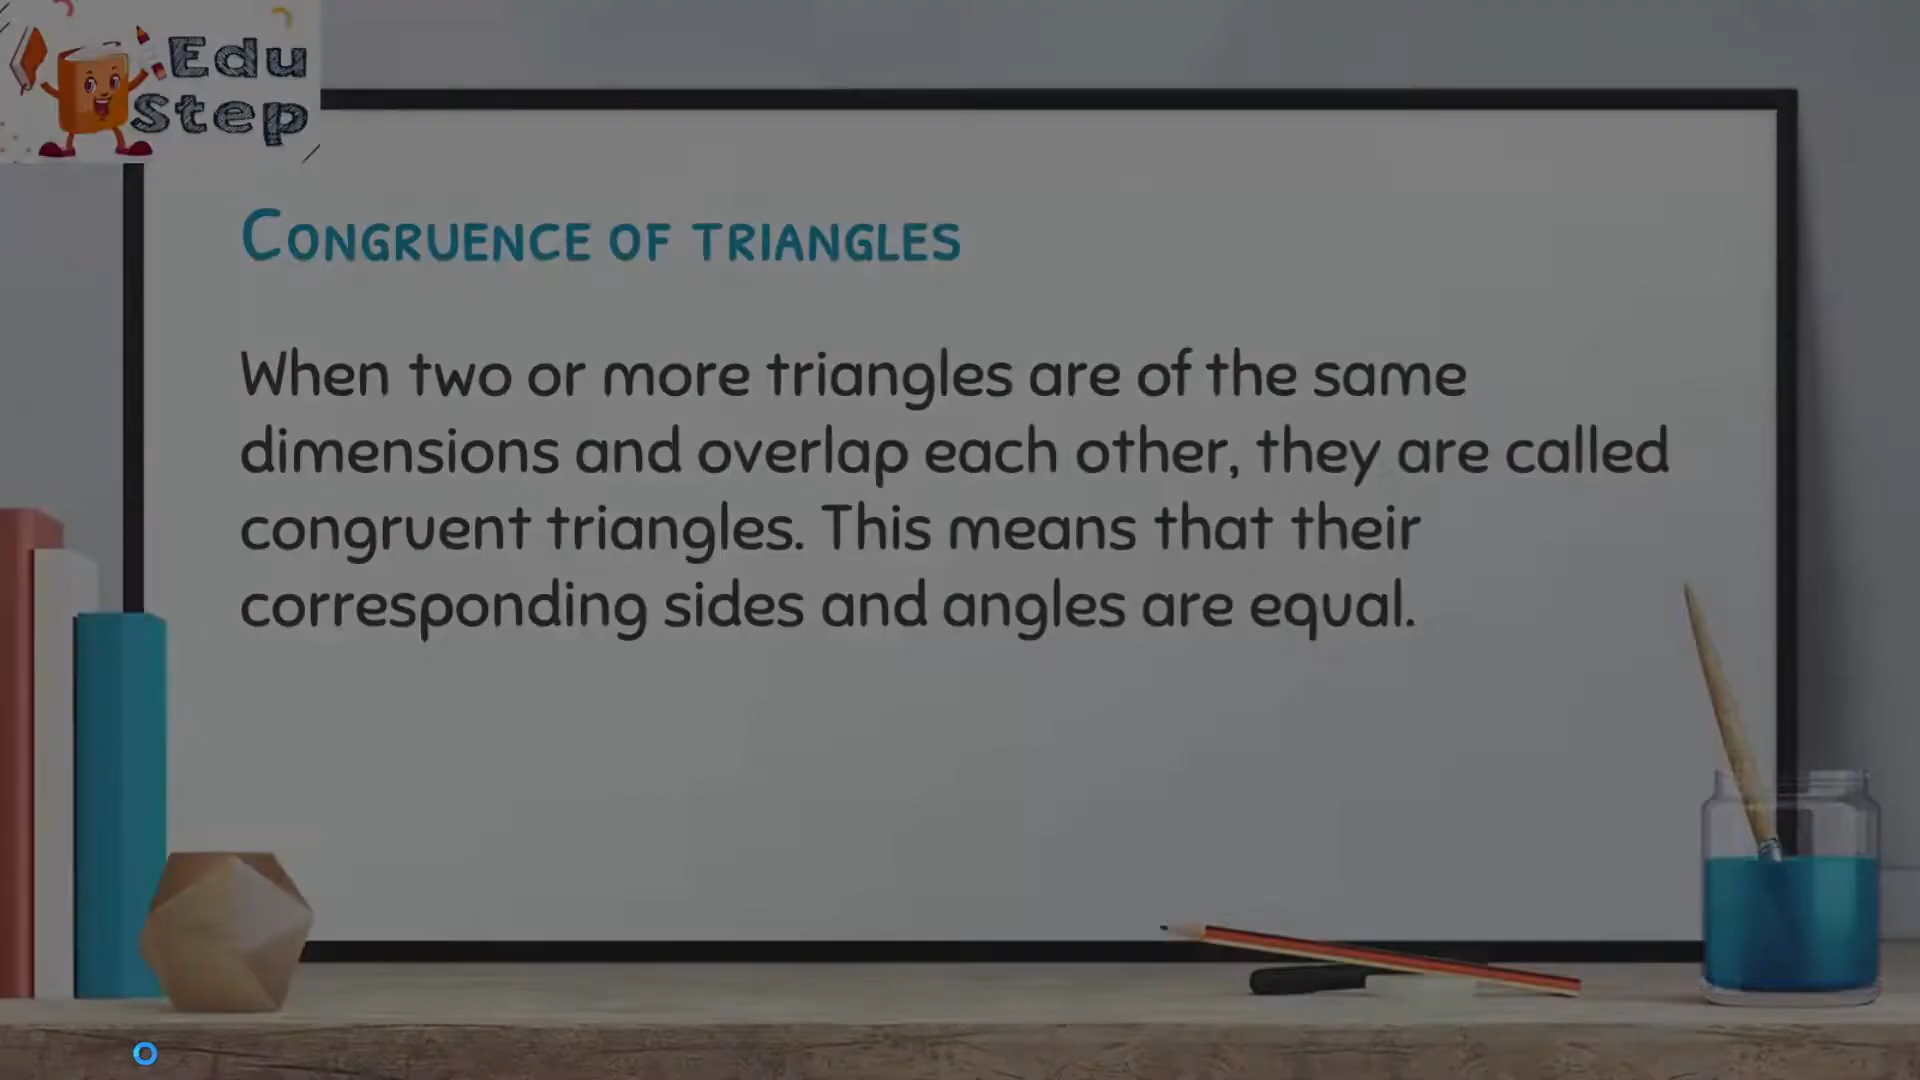 Edu
Step
CONGRUENCE OF TRIANGLES
When two or more triangles are of the same
dimensions and overlap each other, they are called
congruent triangles. This means that their
corresponding sides and angles are equal.